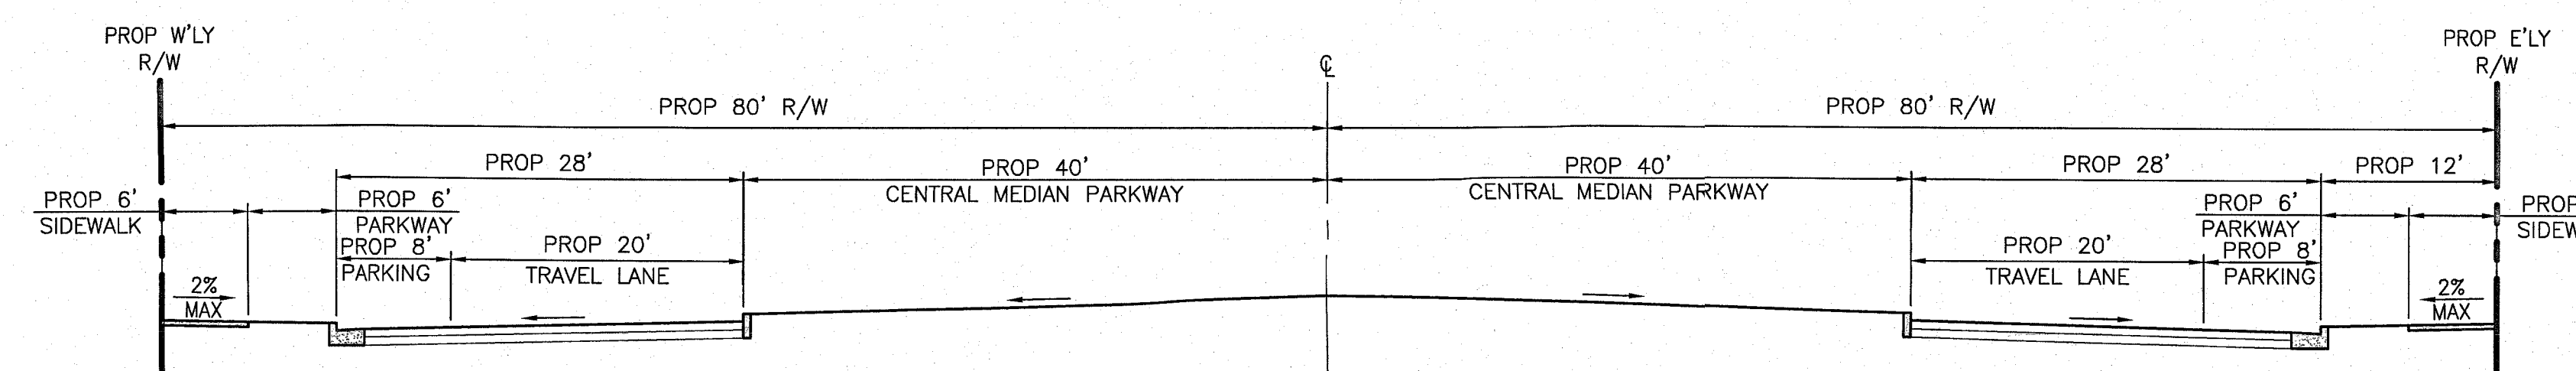 PROP W'LY
R/W
℄
PROP E'LY
R/W
PROP 80' R/W
PROP 80' R/W
PROP 28'
PROP 40'
CENTRAL MEDIAN PARKWAY
PROP 40'
CENTRAL MEDIAN PARKWAY
PROP 28'
PROP 12'
PROP 6'
SIDEWALK
PROP 6'
PARKWAY
PROP 8'
PARKING
PROP 20'
TRAVEL LANE
PROP 6'
PARKWAY
PROP 20'
TRAVEL LANE
PROP 8'
PARKING
PROP
SIDEW
2%
MAX
2%
MAX